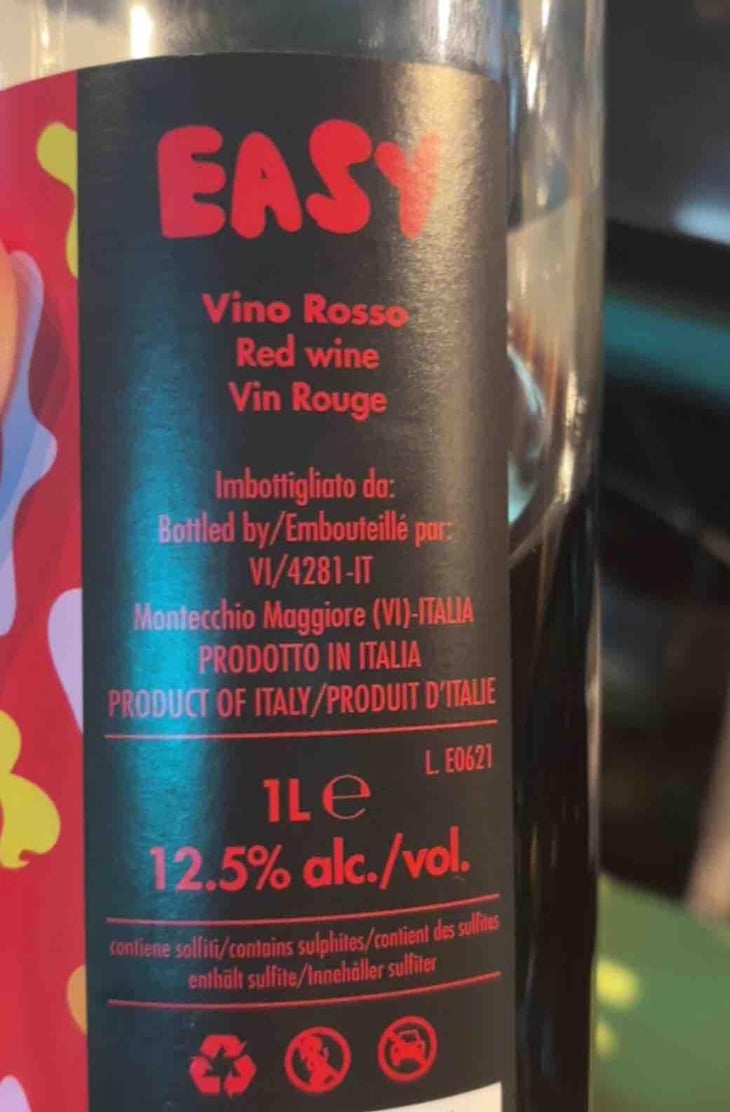 EASY
Vino Rosso
Red wine
Vin Rouge
Imbottigliato da:
Bottled by/Embouteillé par:
VI/4281-IT
Montecchio Maggiore (VI)-ITALIA
PRODOTTO IN ITALIA
PRODUCT OF ITALY/PRODUIT D'ITALIE
L. E0621
1L e
12.5% alc./vol.
contiene solfiti/contains sulphites/contient des sulfites
enthält sulfite/Innehåller sulfiter